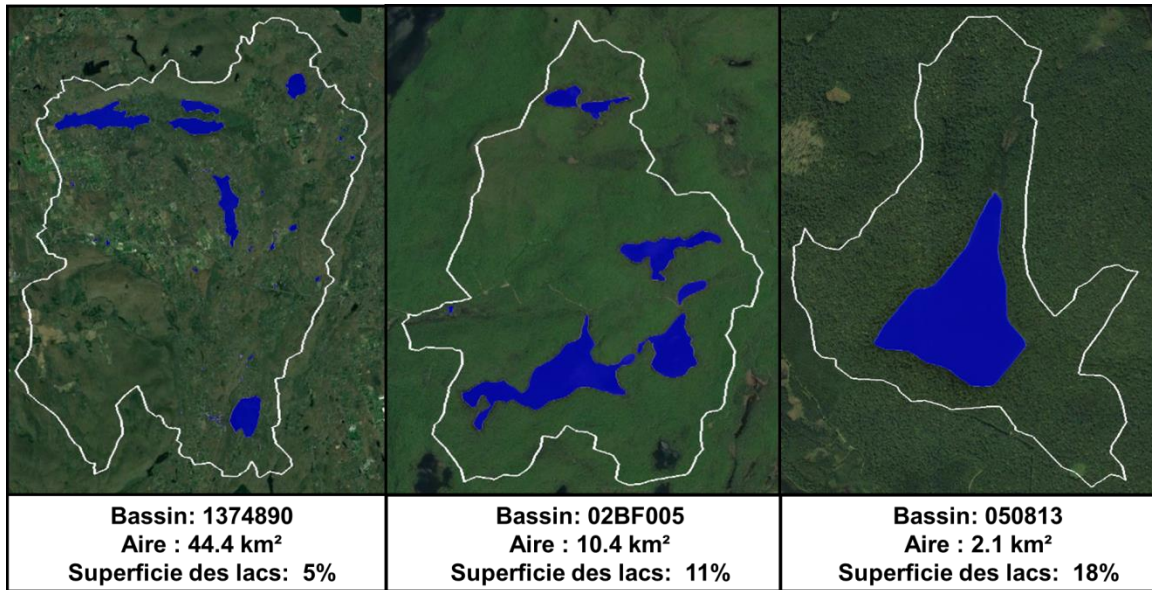 Bassin: 1374890
Aire : 44.4 km²
Superficie des lacs: 5%
Bassin: 02BF005
Aire : 10.4 km²
Superficie des lacs: 11%
Bassin: 050813
Aire : 2.1 km²
Superficie des lacs: 18%